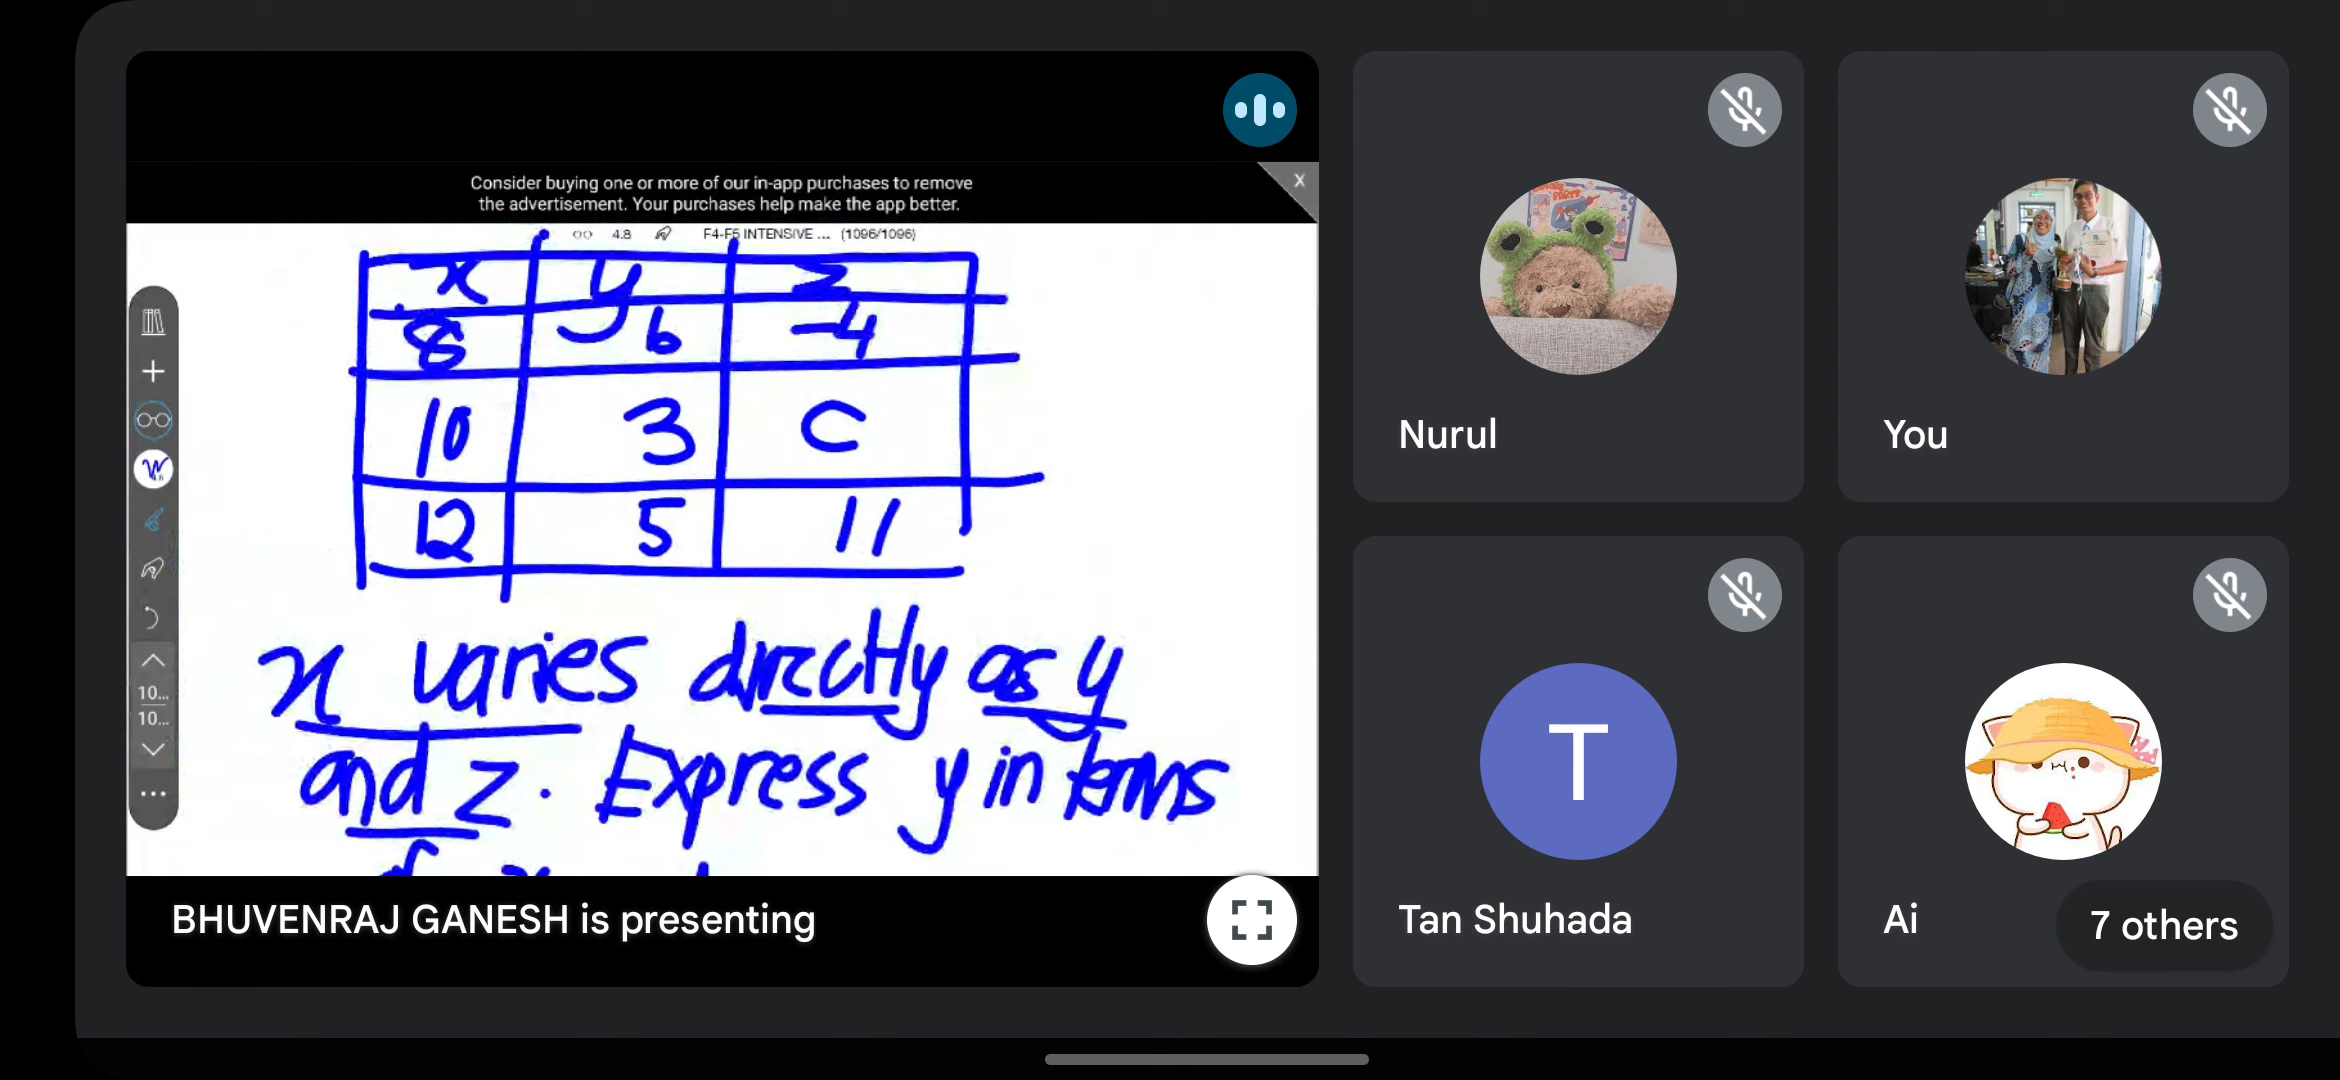 Consider buying one or more of our in-app purchases to remove
the advertisement. Your purchases help make the app better.
X
4.8 F4-F5 INTENSIVE ... (1096/1096)
x y z
8 6 -4
10 3 C
12 5 11
x varies directly as y
and z. Express y in terms
of
10...
10...
BHUVENRAJ GANESH is presenting
Nurul
You
T
Tan Shuhada
Ai
7 others